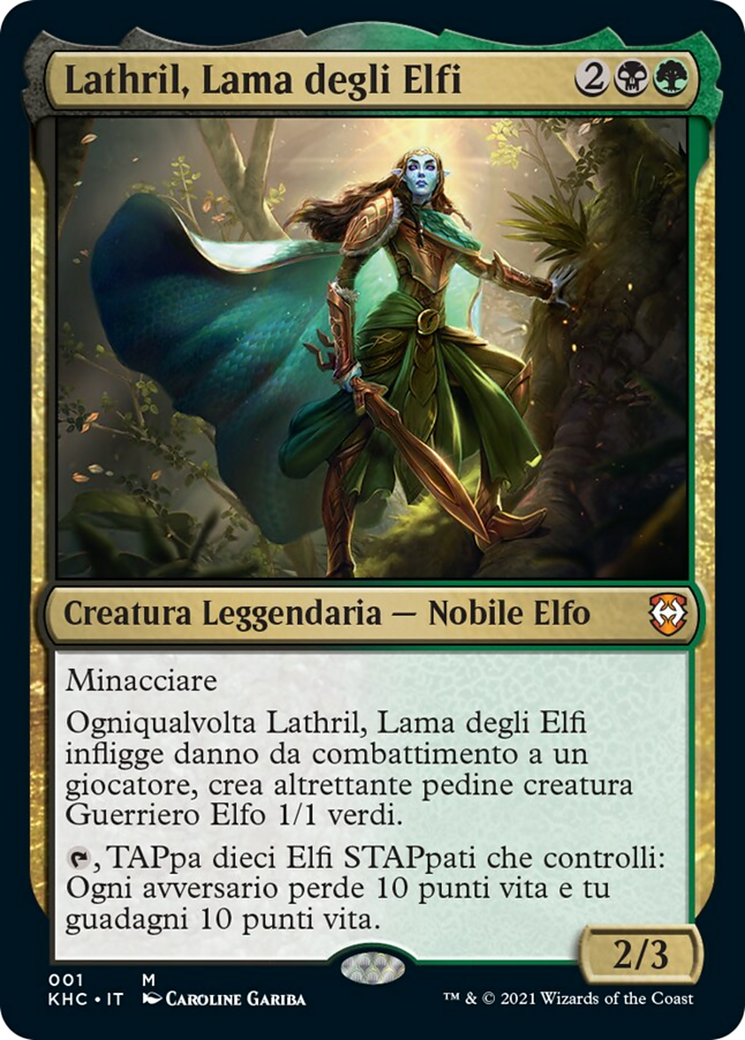 Lathril, Lama degli Elfi 2
Creatura Leggendaria — Nobile Elfo
Minacciare
Ogniqualvolta Lathril, Lama degli Elfi
infligge danno da combattimento a un
giocatore, crea altrettante pedine creatura
Guerriero Elfo 1/1 verdi.
, TAPpa dieci Elfi STAPpati che controlli:
Ogni avversario perde 10 punti vita e tu
guadagni 10 punti vita.
2/3
001 M
KHC • IT CAROLINE GARIBA
™ & © 2021 Wizards of the Coast